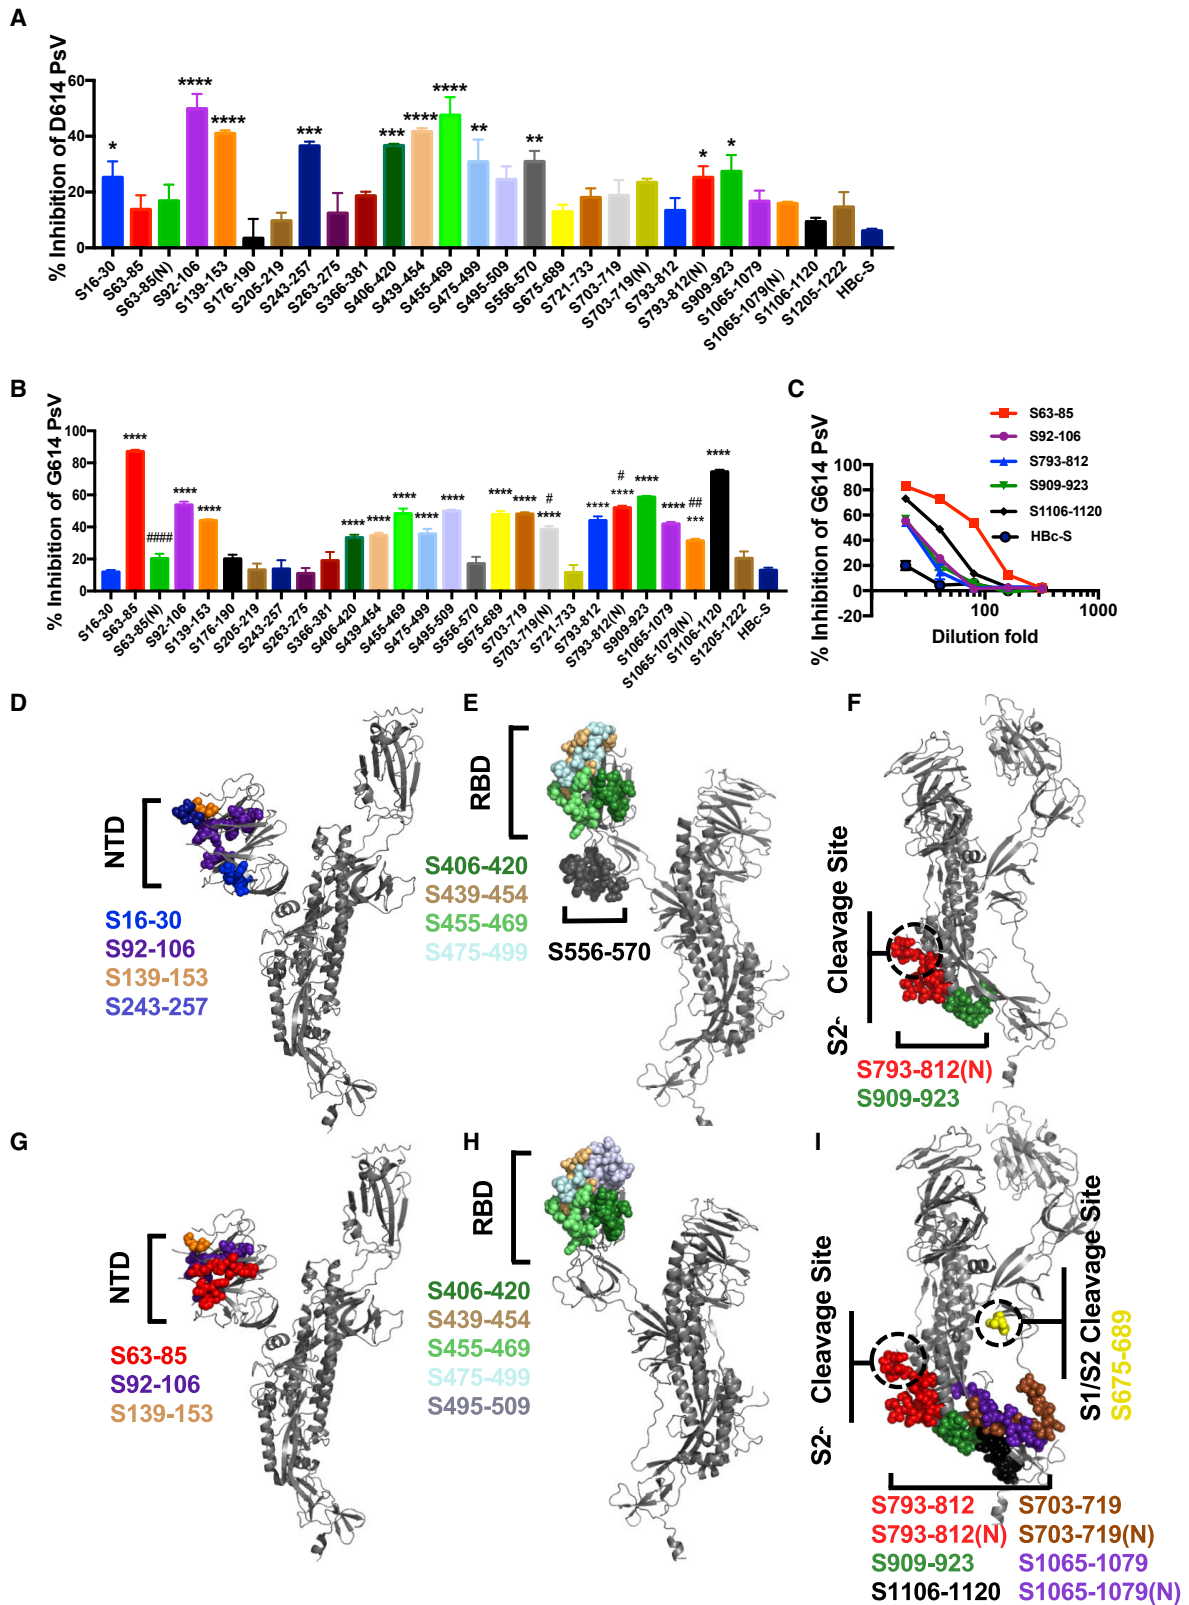 A
% Inhibition of D614 PsV
60
40
20
0
* **** **** *** *** **** **** ** ** * *
S16-30
S63-85
S63-85(N)
S92-106
S139-153
S176-190
S205-219
S243-257
S263-275
S366-381
S406-420
S439-454
S455-469
S475-499
S495-509
S556-570
S675-689
S721-733
S703-719
S703-719(N)
S793-812
S793-812(N)
S909-923
S1065-1079
S1065-1079(N)
S1106-1120
S1205-1222
HBc-S
B
% Inhibition of G614 PsV
100
80
60
40
20
0
**** #### **** **** **** **** **** **** **** **** **** # **** **** # **** **** **** ## *** ****
S16-30
S63-85
S63-85(N)
S92-106
S139-153
S176-190
S205-219
S243-257
S263-275
S366-381
S406-420
S439-454
S455-469
S475-499
S495-509
S556-570
S675-689
S703-719
S703-719(N)
S721-733
S793-812
S793-812(N)
S909-923
S1065-1079
S1065-1079(N)
S1106-1120
S1205-1222
HBc-S
C
S63-85
S92-106
S793-812
S909-923
S1106-1120
HBc-S
% Inhibition of G614 PsV
100
80
60
40
20
0
-20
100
1000
Dilution fold
D
NTD
S16-30
S92-106
S139-153
S243-257
E
RBD
S406-420
S439-454
S455-469
S475-499
S556-570
F
S2' Cleavage Site
S793-812(N)
S909-923
G
NTD
S63-85
S92-106
S139-153
H
RBD
S406-420
S439-454
S455-469
S475-499
S495-509
I
S2' Cleavage Site
S1/S2 Cleavage Site
S675-689
S793-812 S703-719
S793-812(N) S703-719(N)
S909-923 S1065-1079
S1106-1120 S1065-1079(N)